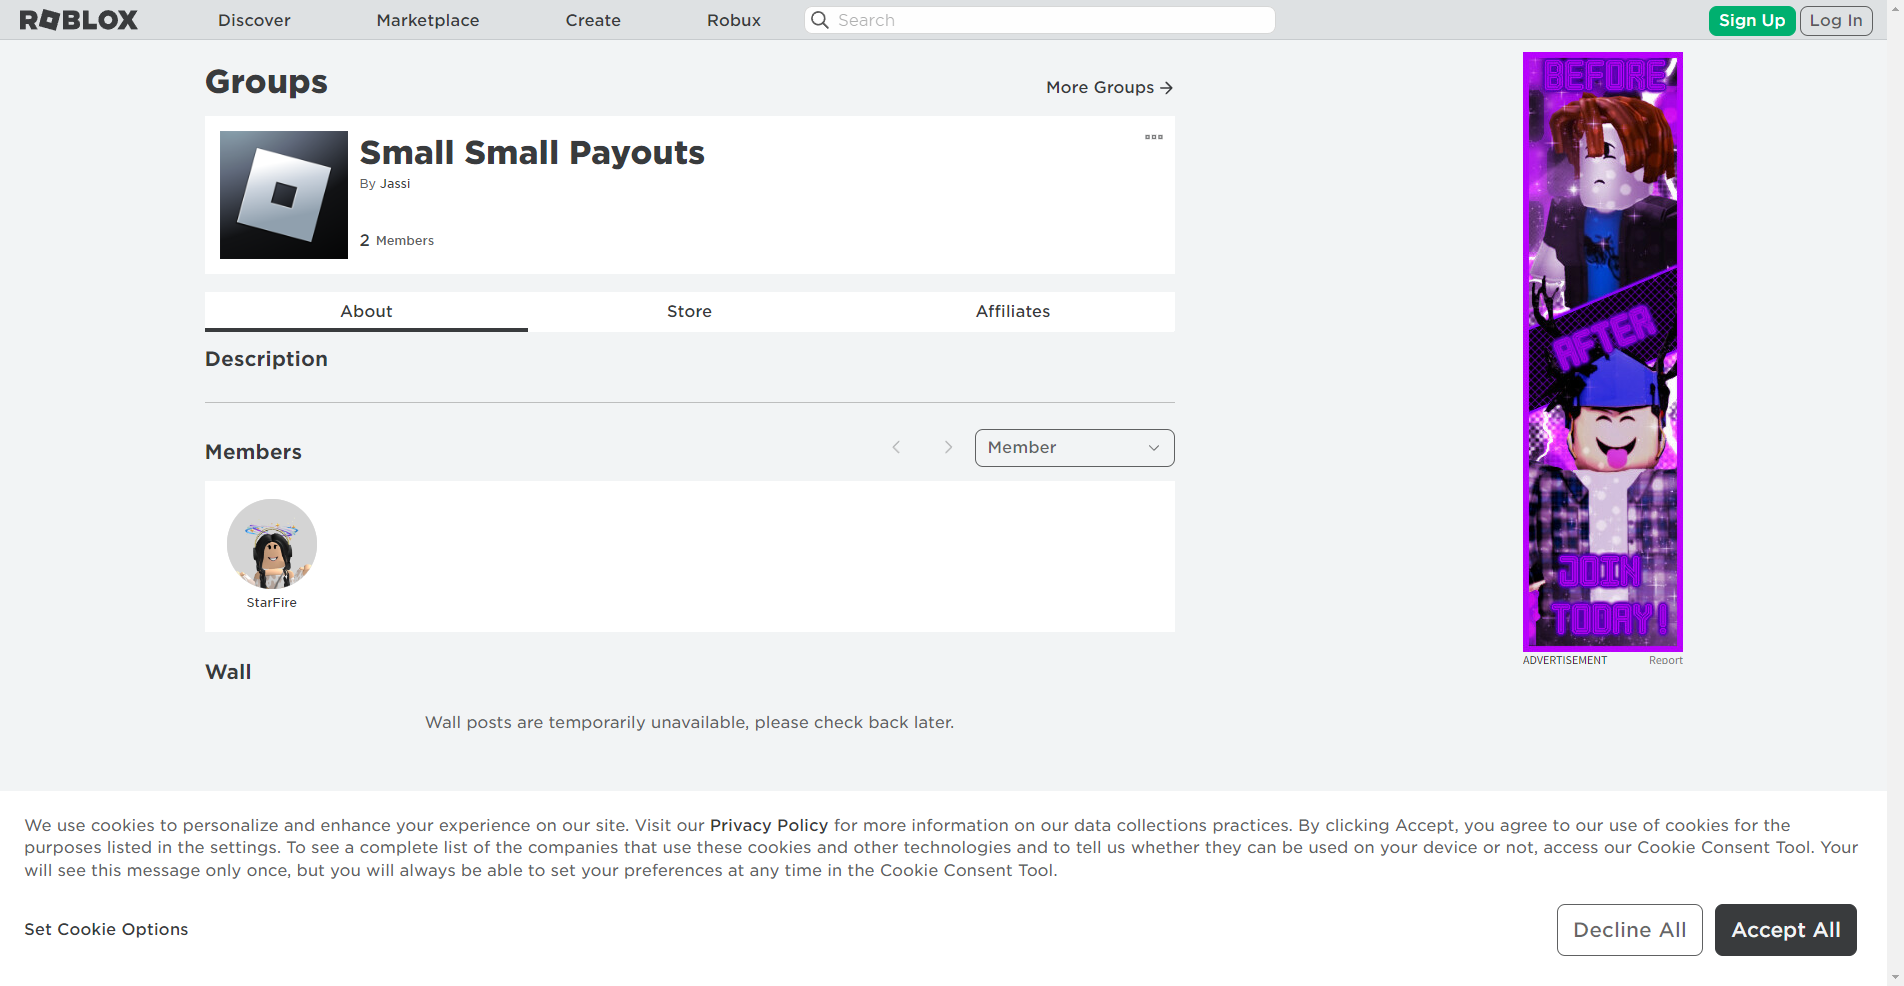 ROBLOX
Discover
Marketplace
Create
Robux
Search
Sign Up
Log In
Groups
More Groups
Small Small Payouts
By Jassi
2 Members
About
Store
Affiliates
Description
Members
Member
StarFire
Wall
Wall posts are temporarily unavailable, please check back later.
BEFORE
AFTER
JOIN
TODAY!
ADVERTISEMENT
Report
We use cookies to personalize and enhance your experience on our site. Visit our Privacy Policy for more information on our data collections practices. By clicking Accept, you agree to our use of cookies for the
purposes listed in the settings. To see a complete list of the companies that use these cookies and other technologies and to tell us whether they can be used on your device or not, access our Cookie Consent Tool. Your
will see this message only once, but you will always be able to set your preferences at any time in the Cookie Consent Tool.
Set Cookie Options
Decline All
Accept All